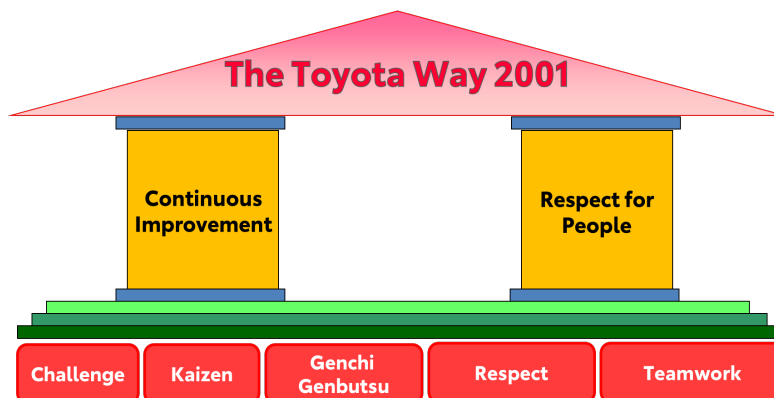 The Toyota Way 2001
Continuous
Improvement
Respect for
People
Challenge
Kaizen
Genchi
Genbutsu
Respect
Teamwork